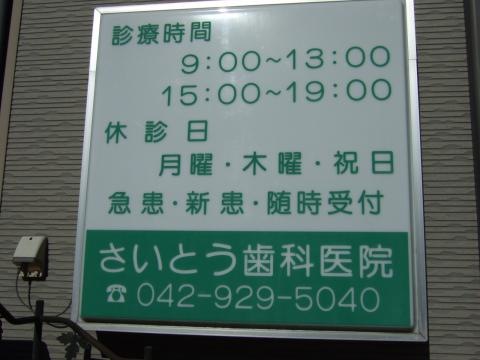 診療時間
9:00~13:00
15:00~19:00
休診日
月曜・木曜・祝日
急患・新患・随時受付
さいとう歯科医院
☎042-929-5040